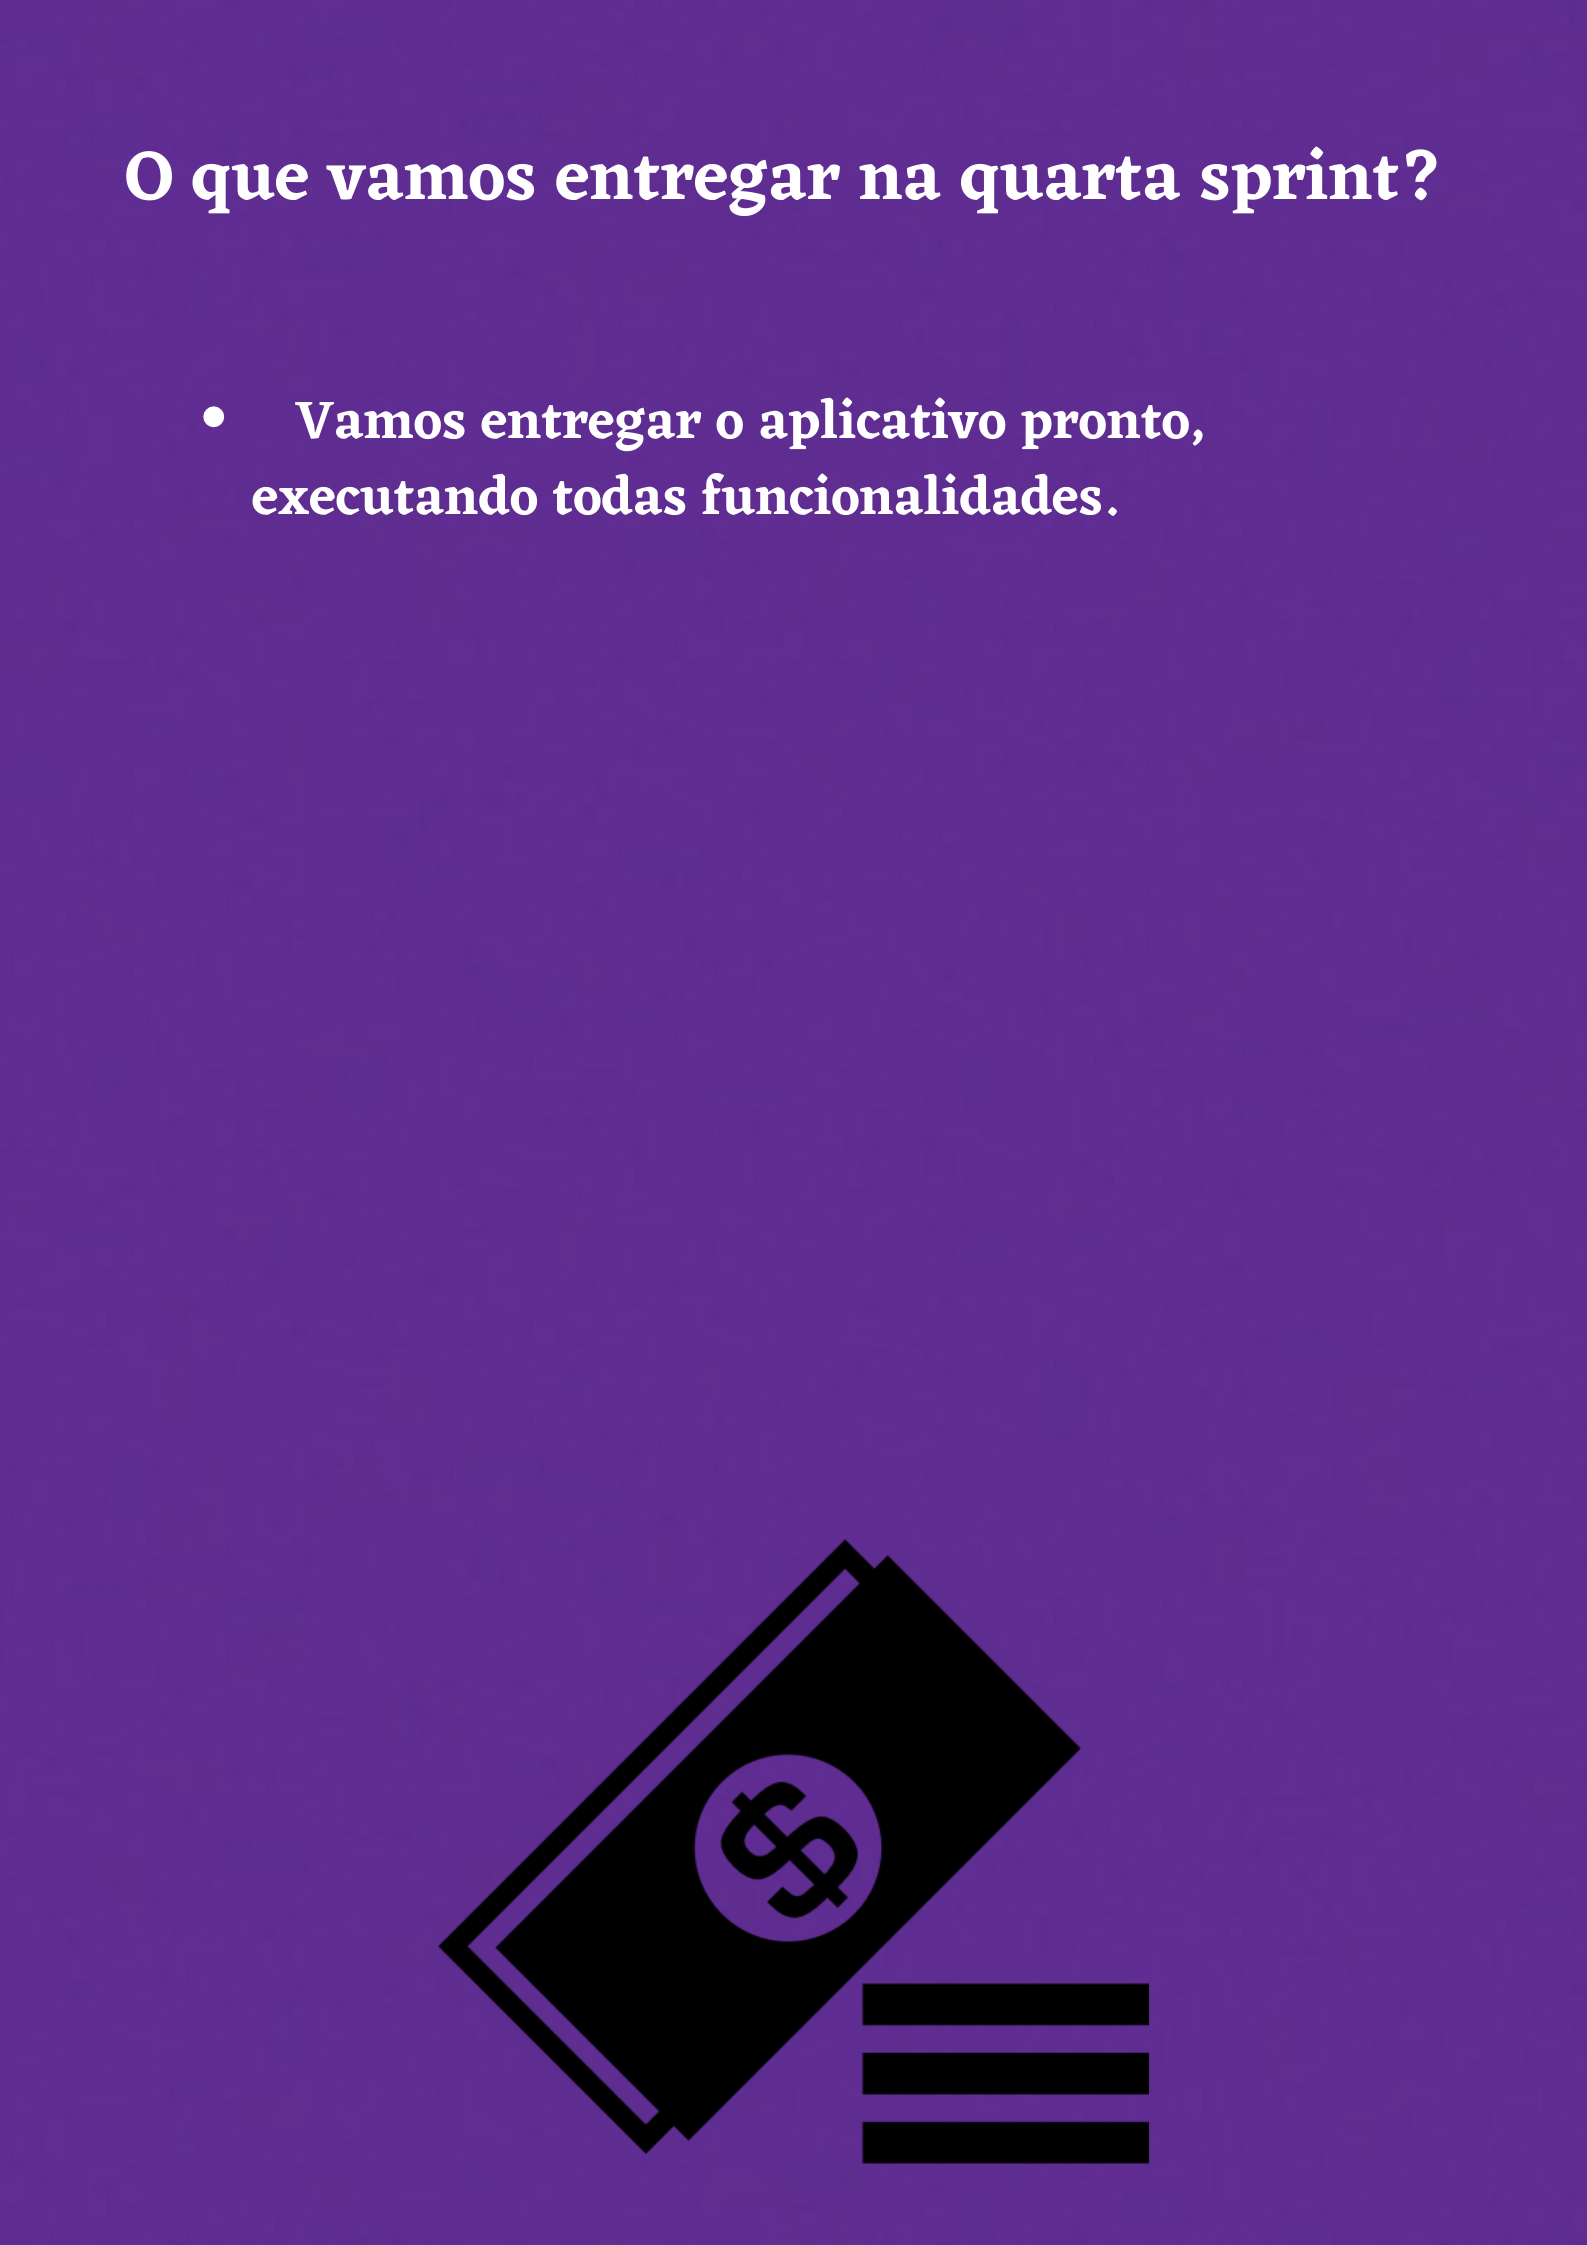 O que vamos entregar na quarta sprint?
• Vamos entregar o aplicativo pronto,
executando todas funcionalidades.
$